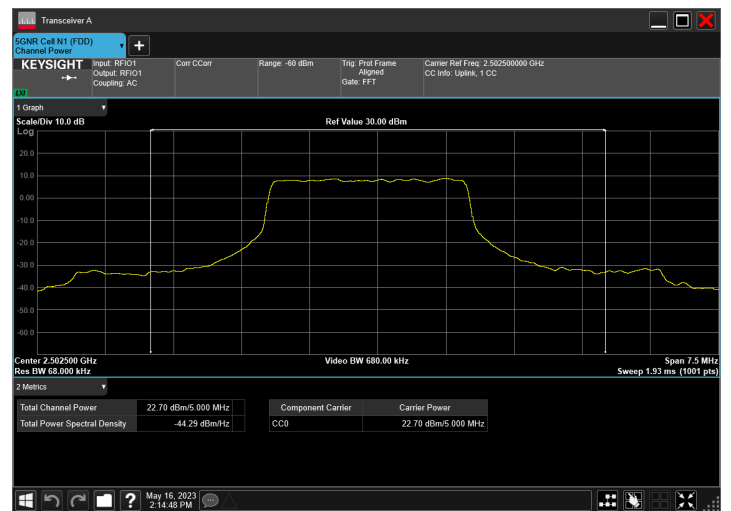 Transceiver A
5GNR Cell N1 (FDD)
Channel Power
+
KEYSIGHT
LXI
Input: RFIO1
Output: RFIO1
Coupling: AC
Corr CCorr
Range: -60 dBm
Trig: Prot Frame
Aligned
Gate: FFT
Carrier Ref Freq: 2.502500000 GHz
CC Info: Uplink, 1 CC
1 Graph
Scale/Div 10.0 dB
Ref Value 30.00 dBm
Log
20.0
10.0
0.00
-10.0
-20.0
-30.0
-40.0
-50.0
-60.0
Center 2.502500 GHz
Video BW 680.00 kHz
Span 7.5 MHz
Res BW 68.000 kHz
Sweep 1.93 ms (1001 pts)
2 Metrics
Total Channel Power 22.70 dBm/5.000 MHz
Total Power Spectral Density -44.29 dBm/Hz
Component Carrier Carrier Power
CC0 22.70 dBm/5.000 MHz
?
May 16, 2023
2:14:48 PM